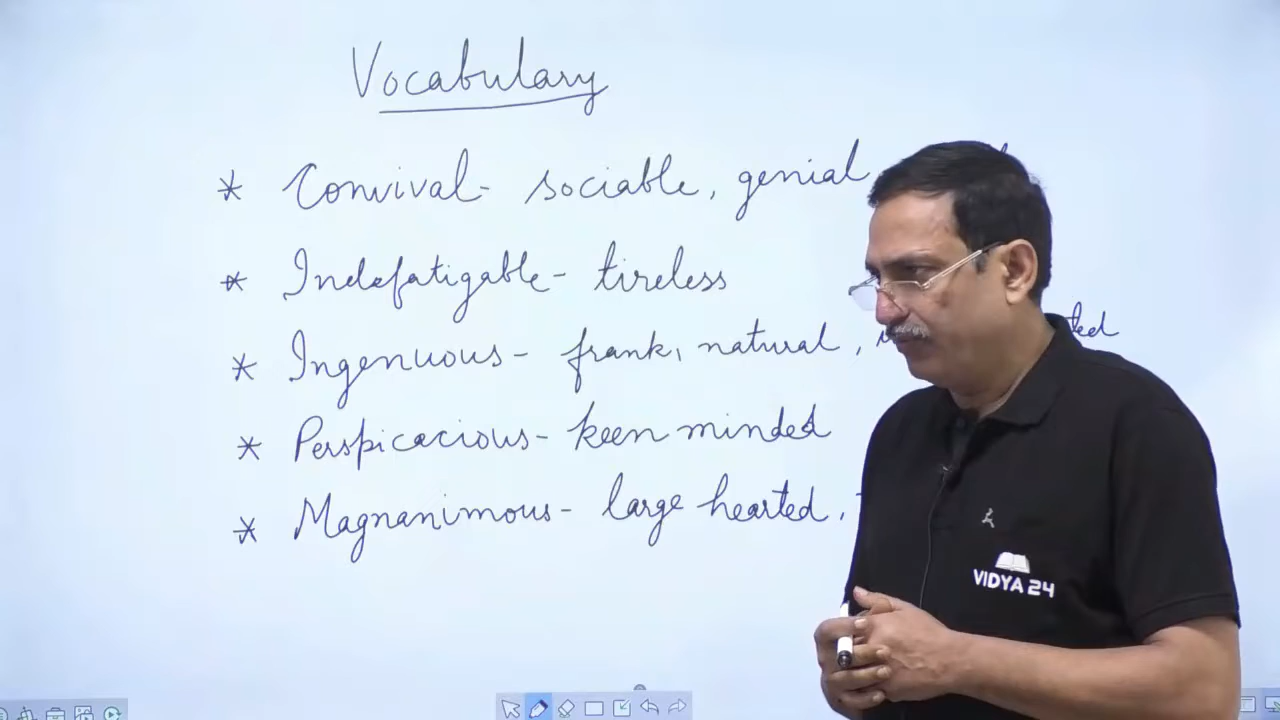 Vocabulary
* Convival - sociable, genial,
* Indefatigable - tireless
* Ingenuous - frank, natural,
* Perspicacious - keen minded
* Magnanimous - large hearted,
VIDYA 24